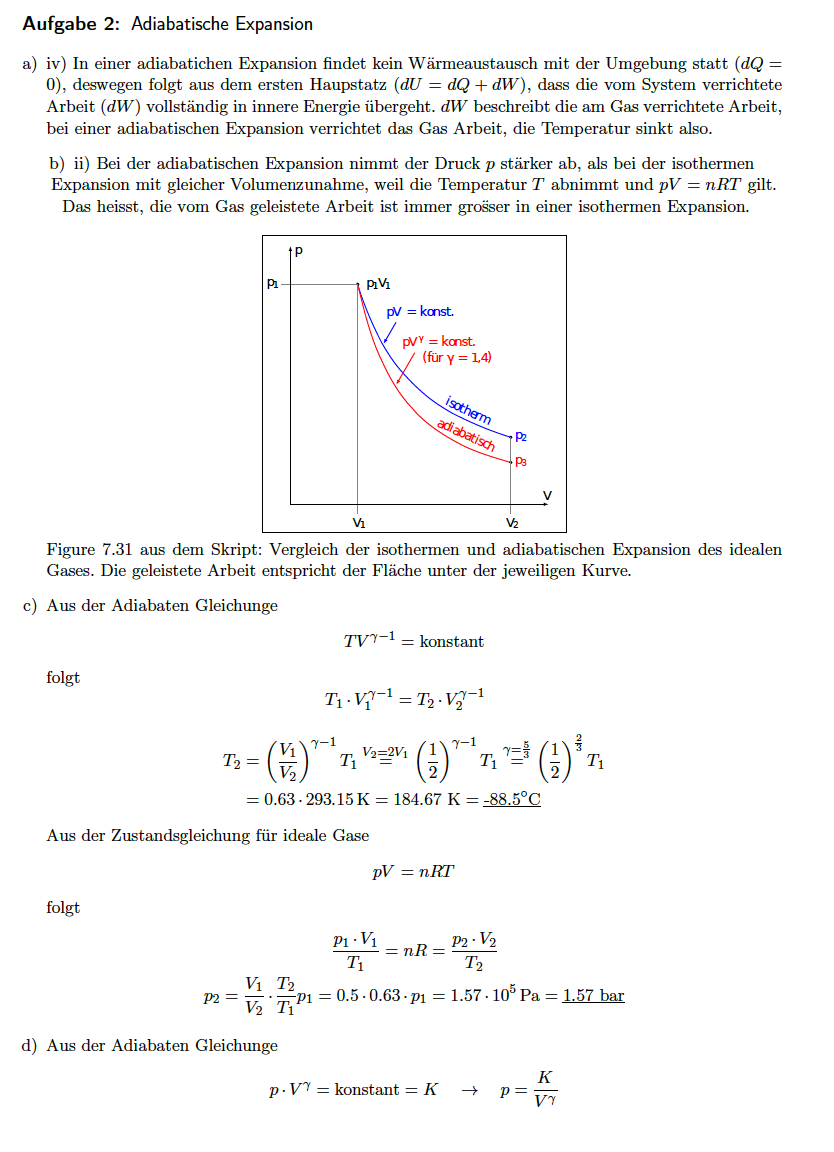 Aufgabe 2: Adiabatische Expansion
a) iv) In einer adiabatichen Expansion findet kein Wärmeaustausch mit der Umgebung statt (dQ =
0), deswegen folgt aus dem ersten Haupstatz (dU = dQ + dW), dass die vom System verrichtete
Arbeit (dW) vollständig in innere Energie übergeht. dW beschreibt die am Gas verrichtete Arbeit,
bei einer adiabatischen Expansion verrichtet das Gas Arbeit, die Temperatur sinkt also.
b) ii) Bei der adiabatischen Expansion nimmt der Druck p stärker ab, als bei der isothermen
Expansion mit gleicher Volumenzunahme, weil die Temperatur T abnimmt und pV = nRT gilt.
Das heisst, die vom Gas geleistete Arbeit ist immer grösser in einer isothermen Expansion.
p
p₁
p₁V₁
pV = konst.
pVᵞ = konst.
(für γ = 1,4)
isotherm
adiabatisch
p₂
p₃
V
V₁
V₂
Figure 7.31 aus dem Skript: Vergleich der isothermen und adiabatischen Expansion des idealen
Gases. Die geleistete Arbeit entspricht der Fläche unter der jeweiligen Kurve.
c) Aus der Adiabaten Gleichunge
TV^{γ−1} = konstant
folgt
T₁ · V₁^{γ−1} = T₂ · V₂^{γ−1}
T₂ = (V₁/V₂)^{γ−1} T₁ =^{V₂=2V₁} (1/2)^{γ−1} T₁ =^{γ=5/3} (1/2)^{2/3} T₁
= 0.63 · 293.15 K = 184.67 K = -88.5°C
Aus der Zustandsgleichung für ideale Gase
pV = nRT
folgt
p₁ · V₁ / T₁ = nR = p₂ · V₂ / T₂
p₂ = V₁/V₂ · T₂/T₁ p₁ = 0.5 · 0.63 · p₁ = 1.57 · 10⁵ Pa = 1.57 bar
d) Aus der Adiabaten Gleichunge
p · V^γ = konstant = K → p = K/V^γ